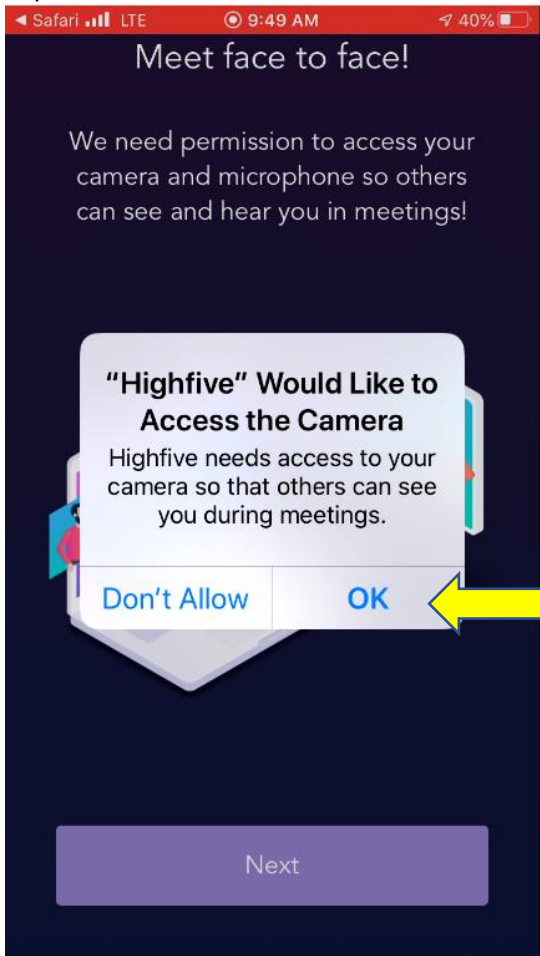 Safari LTE 9:49 AM 40%
Meet face to face!
We need permission to access your
camera and microphone so others
can see and hear you in meetings!
“Highfive” Would Like to
Access the Camera
Highfive needs access to your
camera so that others can see
you during meetings.
Don’t Allow OK
Next